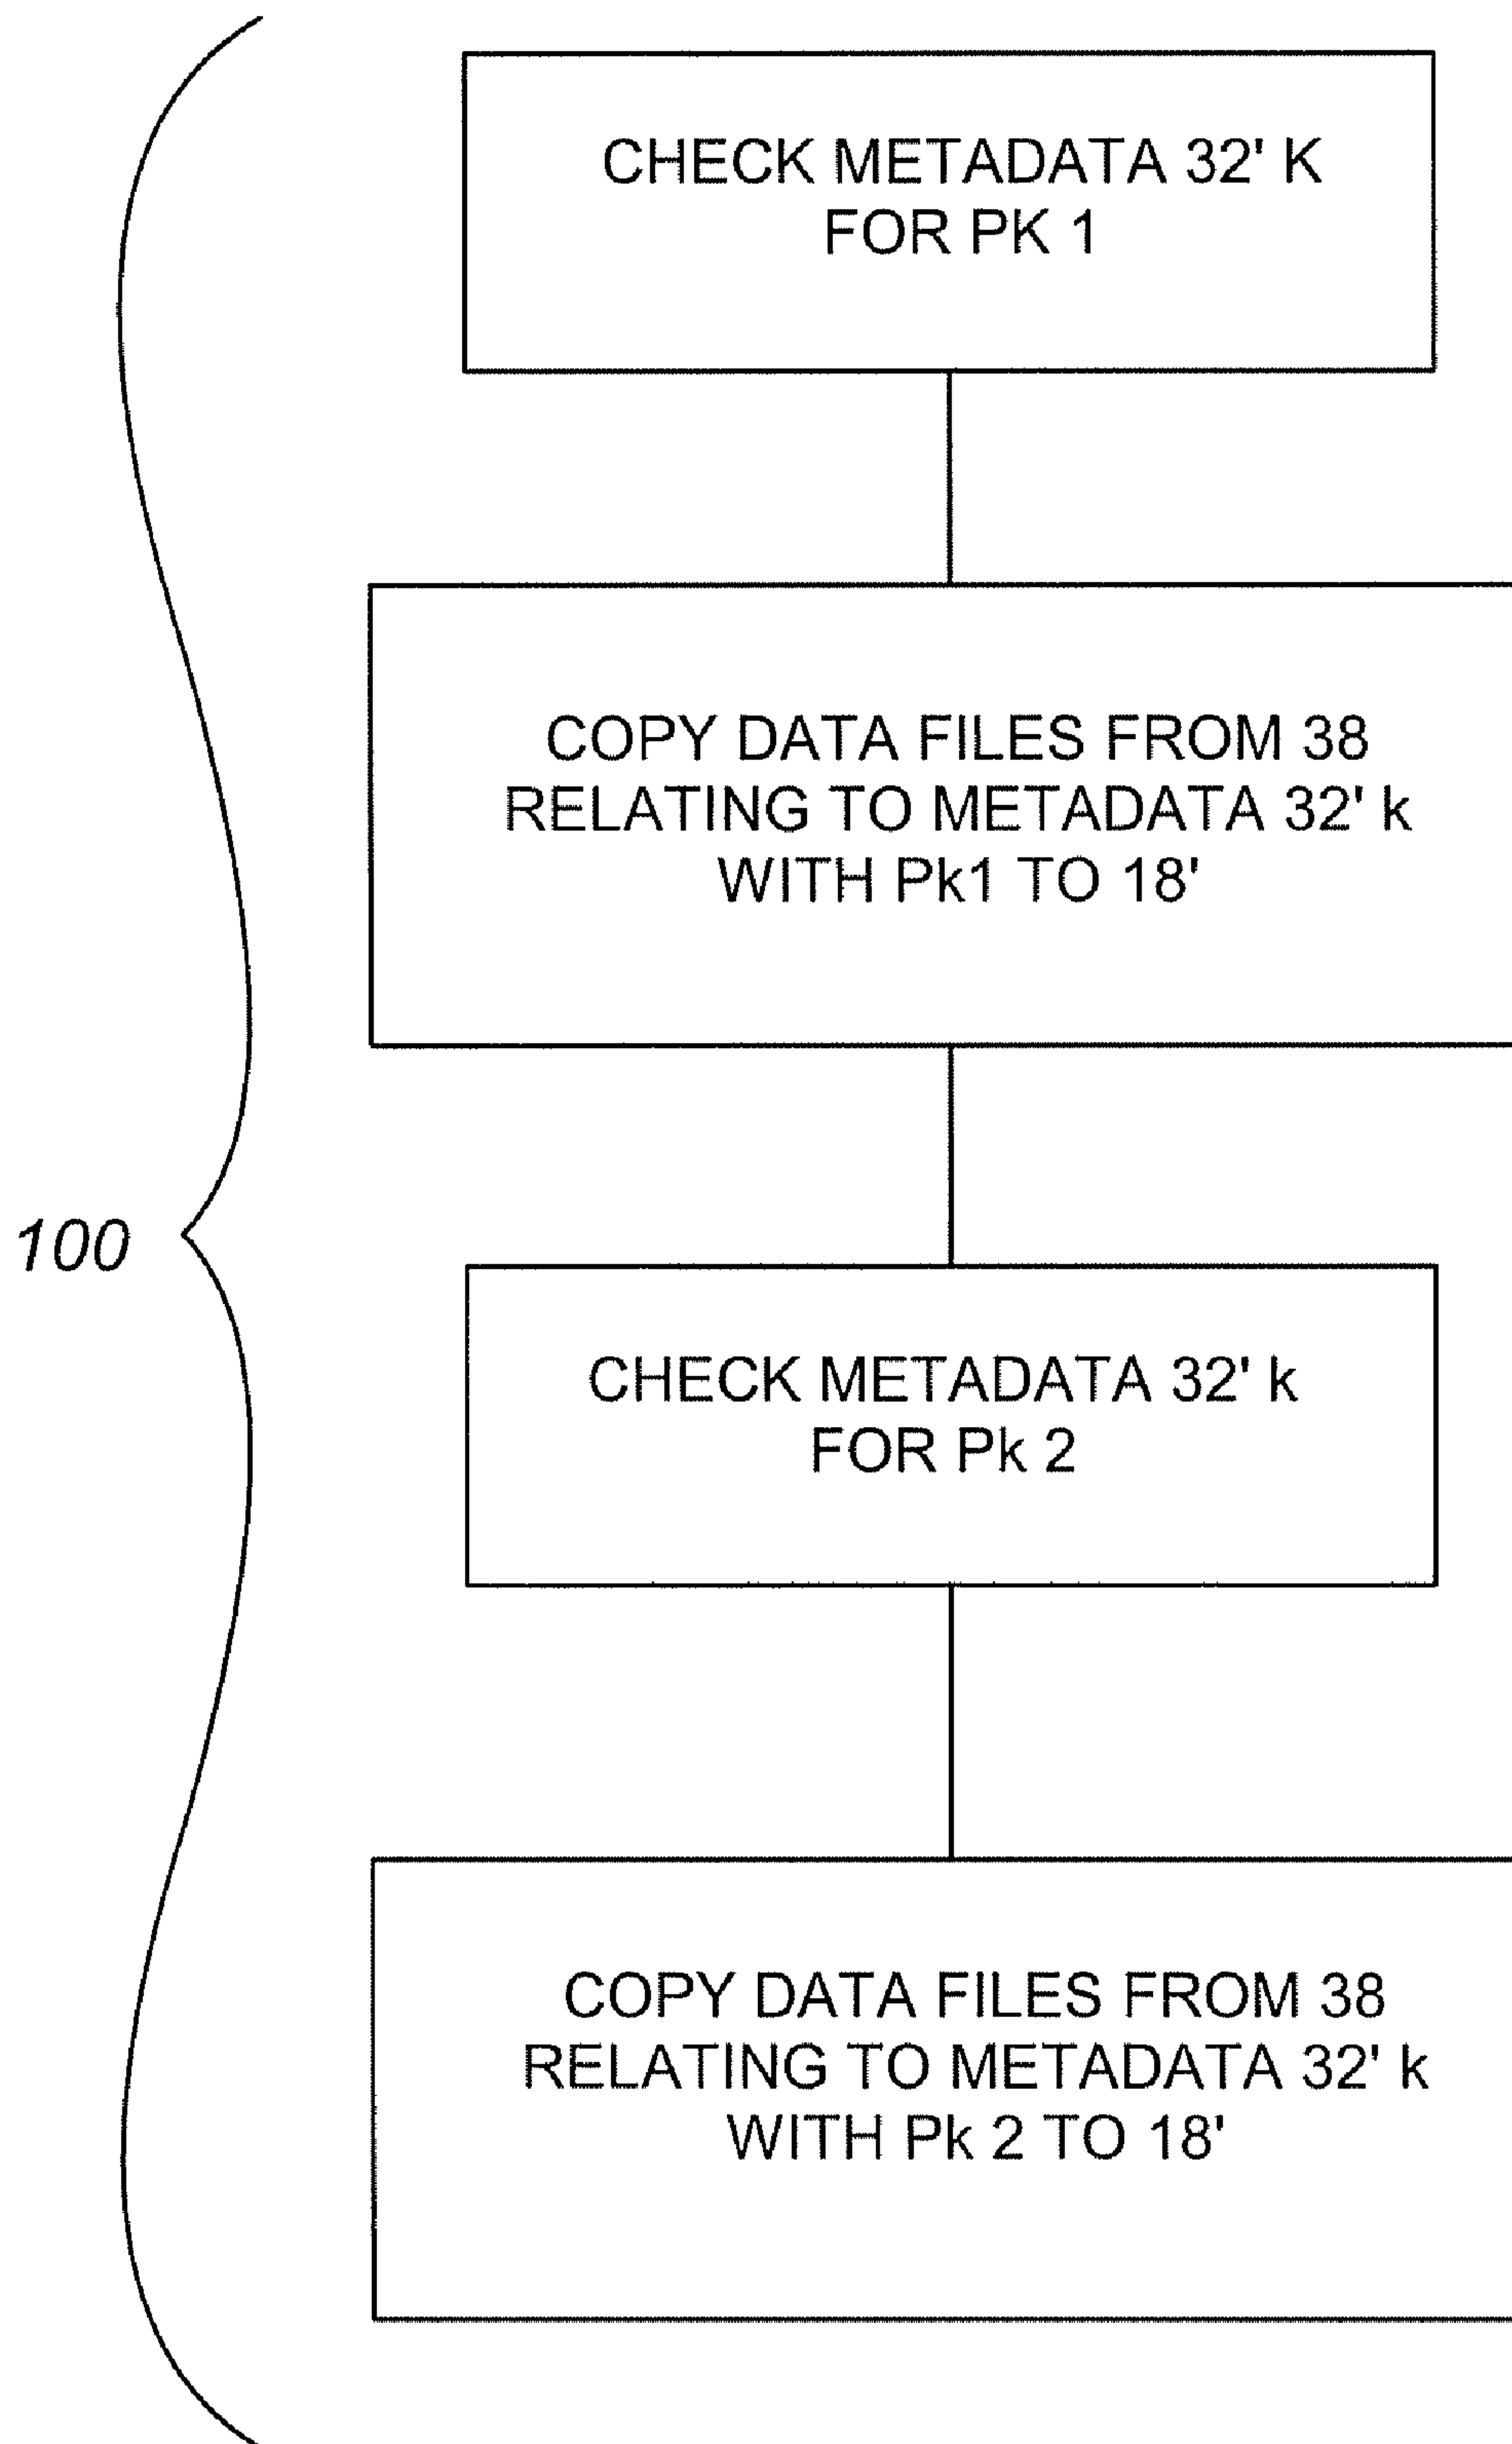 CHECK METADATA 32' K
FOR PK 1
COPY DATA FILES FROM 38
RELATING TO METADATA 32' k
WITH Pk1 TO 18'
100
CHECK METADATA 32' k
FOR Pk 2
COPY DATA FILES FROM 38
RELATING TO METADATA 32' k
WITH Pk 2 TO 18'